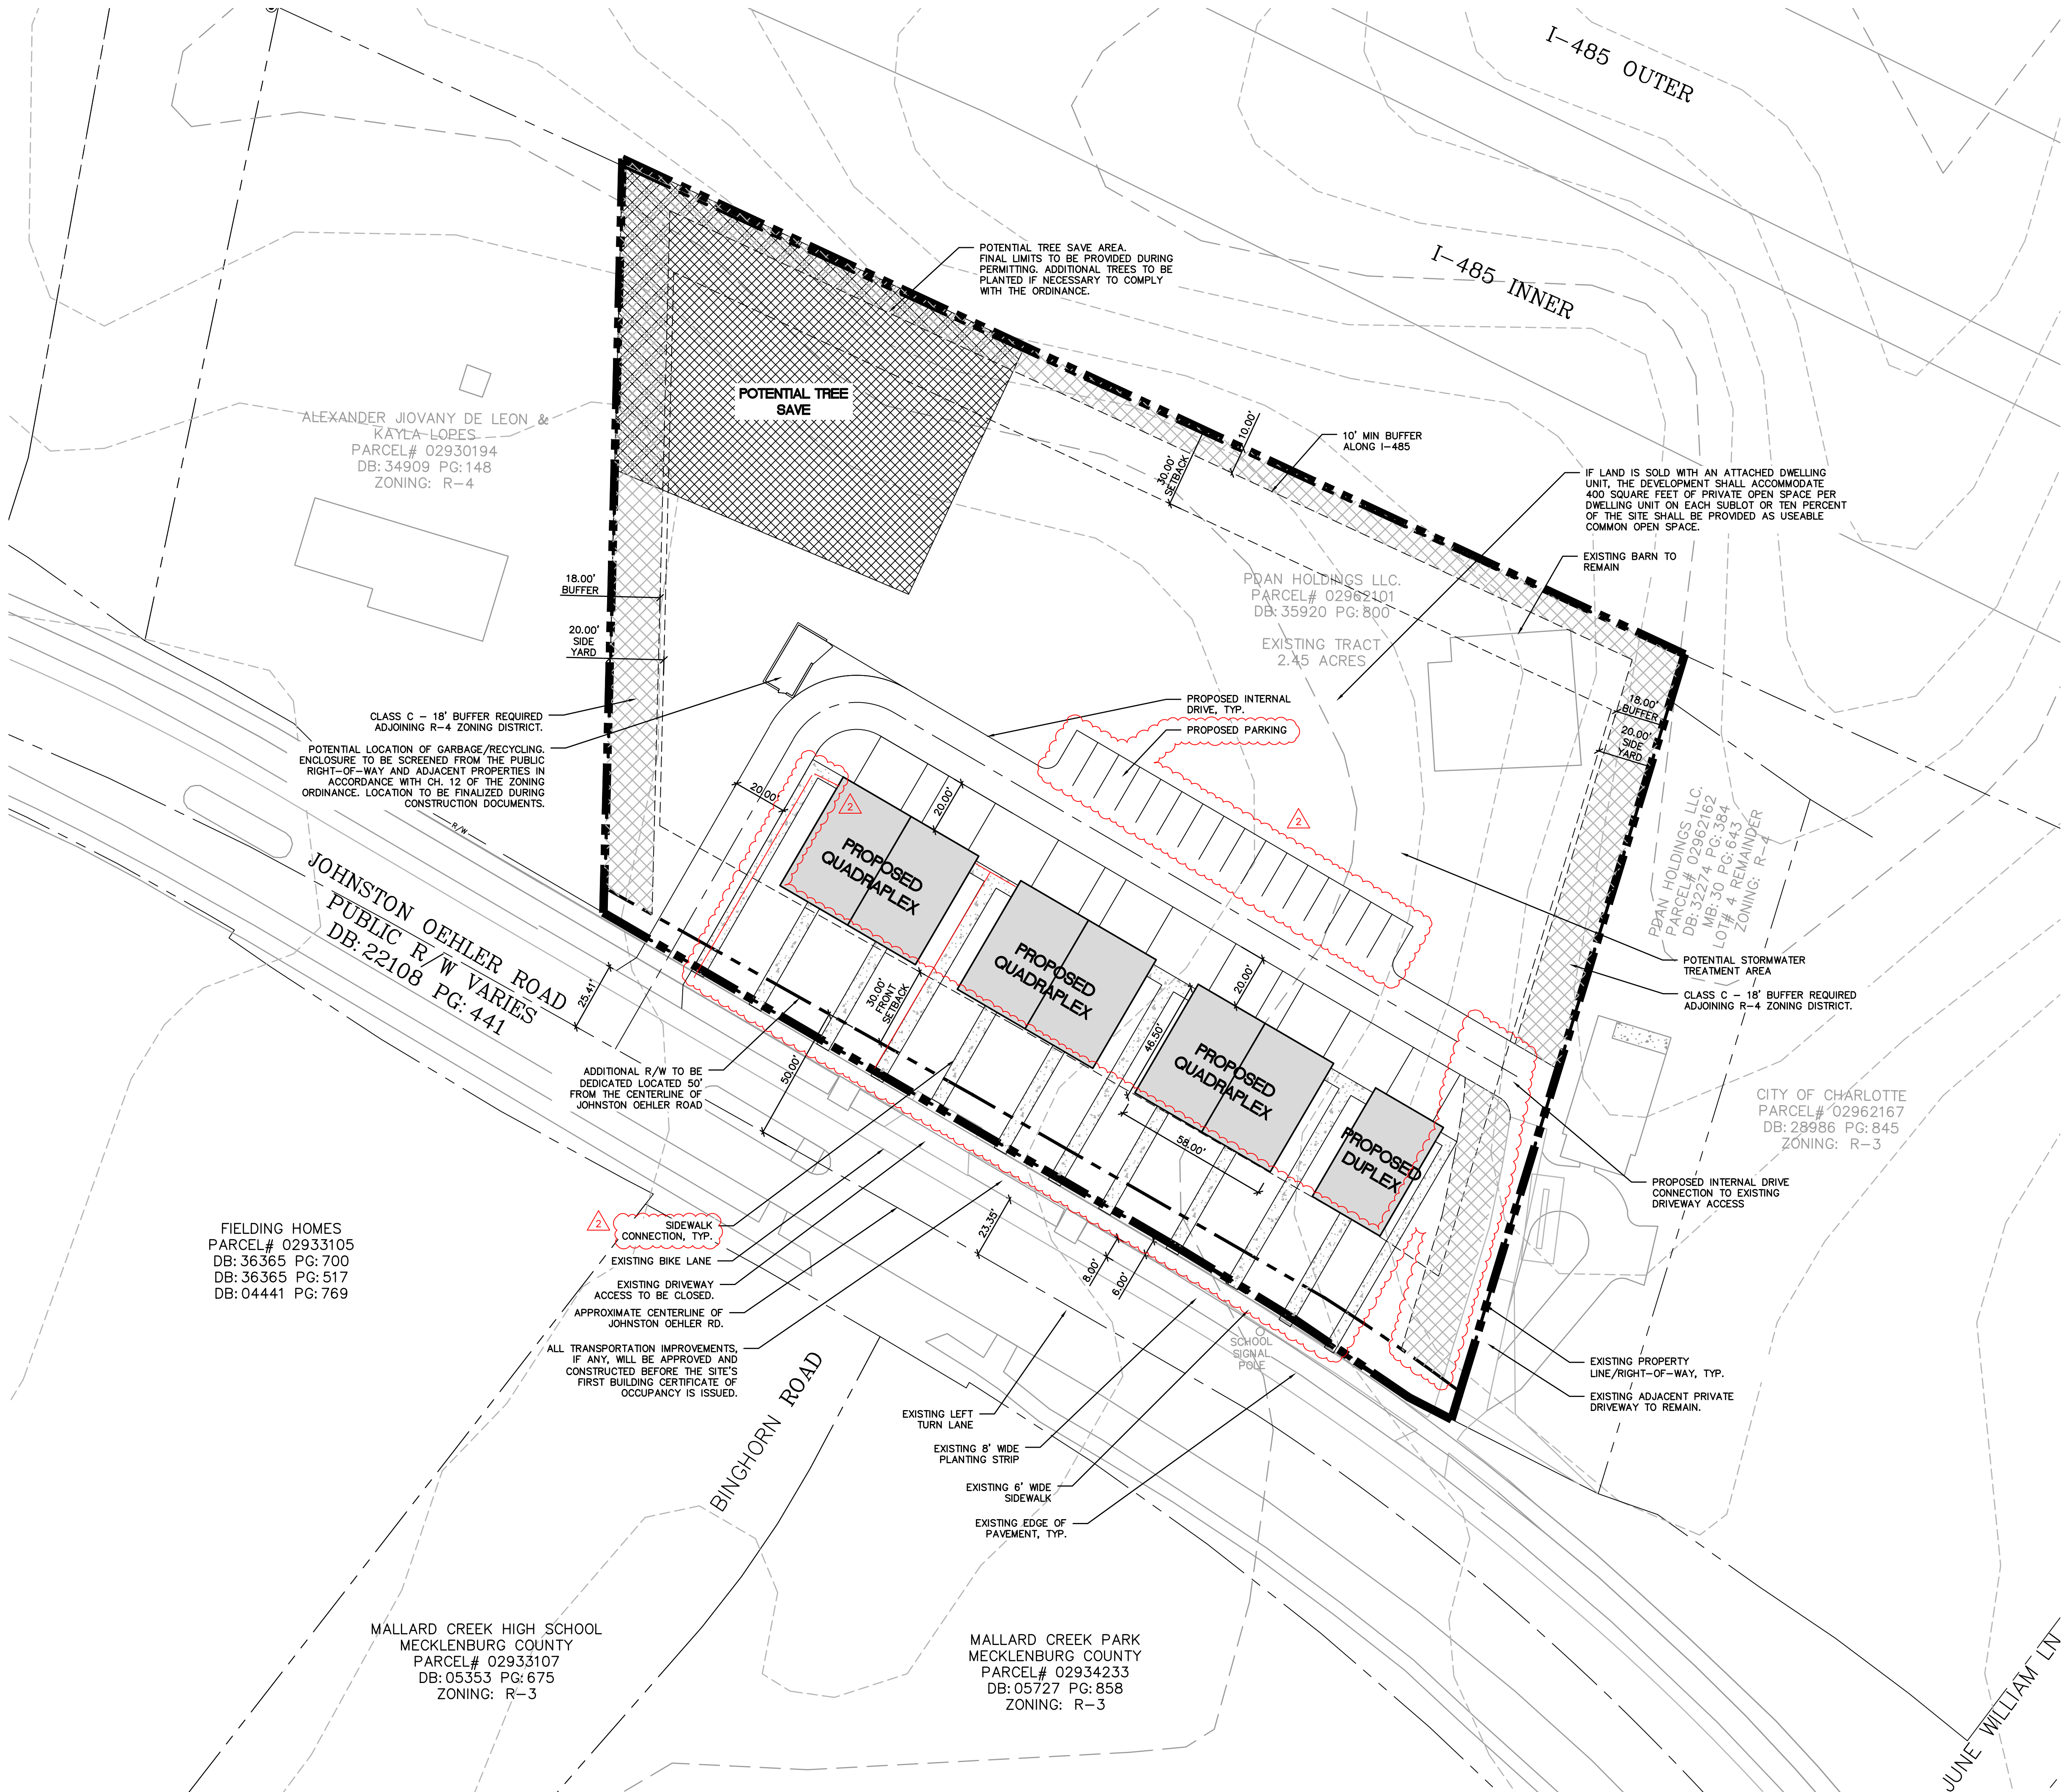 I-485 OUTER
I-485 INNER
POTENTIAL TREE SAVE AREA.
FINAL LIMITS TO BE PROVIDED DURING
PERMITTING. ADDITIONAL TREES TO BE
PLANTED IF NECESSARY TO COMPLY
WITH THE ORDINANCE.
POTENTIAL TREE
SAVE
ALEXANDER JIOVANY DE LEON &
KAYLA LOPES
PARCEL# 02930194
DB: 34909 PG: 148
ZONING: R-4
10.00'
30.00'
SETBACK
10' MIN BUFFER
ALONG I-485
IF LAND IS SOLD WITH AN ATTACHED DWELLING
UNIT, THE DEVELOPMENT SHALL ACCOMMODATE
400 SQUARE FEET OF PRIVATE OPEN SPACE PER
DWELLING UNIT ON EACH SUBLOT OR TEN PERCENT
OF THE SITE SHALL BE PROVIDED AS USEABLE
COMMON OPEN SPACE.
EXISTING BARN TO
REMAIN
PDAN HOLDINGS LLC.
PARCEL# 02962101
DB: 35920 PG: 800
EXISTING TRACT
2.45 ACRES
18.00'
BUFFER
20.00'
SIDE
YARD
18.00'
BUFFER
20.00'
SIDE
YARD
CLASS C - 18' BUFFER REQUIRED
ADJOINING R-4 ZONING DISTRICT.
POTENTIAL LOCATION OF GARBAGE/RECYCLING.
ENCLOSURE TO BE SCREENED FROM THE PUBLIC
RIGHT-OF-WAY AND ADJACENT PROPERTIES IN
ACCORDANCE WITH CH. 12 OF THE ZONING
ORDINANCE. LOCATION TO BE FINALIZED DURING
CONSTRUCTION DOCUMENTS.
PROPOSED INTERNAL
DRIVE, TYP.
PROPOSED PARKING
R/W
20.00'
20.00'
2
2
PROPOSED
QUADRAPLEX
PROPOSED
QUADRAPLEX
PROPOSED
QUADRAPLEX
PROPOSED
DUPLEX
20.00'
46.50'
58.00'
30.00'
FRONT
SETBACK
50.00'
25.41'
23.35'
8.00'
6.00'
JOHNSTON OEHLER ROAD
PUBLIC R/W VARIES
DB: 22108 PG: 441
PDAN HOLDINGS LLC.
PARCEL# 02962162
DB: 32274 PG: 384
MB: 30 PG: 643
LOT# 4 REMAINDER
ZONING: R-4
POTENTIAL STORMWATER
TREATMENT AREA
CLASS C - 18' BUFFER REQUIRED
ADJOINING R-4 ZONING DISTRICT.
CITY OF CHARLOTTE
PARCEL# 02962167
DB: 28986 PG: 845
ZONING: R-3
PROPOSED INTERNAL DRIVE
CONNECTION TO EXISTING
DRIVEWAY ACCESS
ADDITIONAL R/W TO BE
DEDICATED LOCATED 50'
FROM THE CENTERLINE OF
JOHNSTON OEHLER ROAD
2
SIDEWALK
CONNECTION, TYP.
EXISTING BIKE LANE
EXISTING DRIVEWAY
ACCESS TO BE CLOSED.
APPROXIMATE CENTERLINE OF
JOHNSTON OEHLER RD.
ALL TRANSPORTATION IMPROVEMENTS,
IF ANY, WILL BE APPROVED AND
CONSTRUCTED BEFORE THE SITE'S
FIRST BUILDING CERTIFICATE OF
OCCUPANCY IS ISSUED.
SCHOOL
SIGNAL
POLE
EXISTING PROPERTY
LINE/RIGHT-OF-WAY, TYP.
EXISTING ADJACENT PRIVATE
DRIVEWAY TO REMAIN.
EXISTING LEFT
TURN LANE
EXISTING 8' WIDE
PLANTING STRIP
EXISTING 6' WIDE
SIDEWALK
EXISTING EDGE OF
PAVEMENT, TYP.
FIELDING HOMES
PARCEL# 02933105
DB: 36365 PG: 700
DB: 36365 PG: 517
DB: 04441 PG: 769
BINGHORN ROAD
MALLARD CREEK HIGH SCHOOL
MECKLENBURG COUNTY
PARCEL# 02933107
DB: 05353 PG: 675
ZONING: R-3
MALLARD CREEK PARK
MECKLENBURG COUNTY
PARCEL# 02934233
DB: 05727 PG: 858
ZONING: R-3
JUNE WILLIAM LN